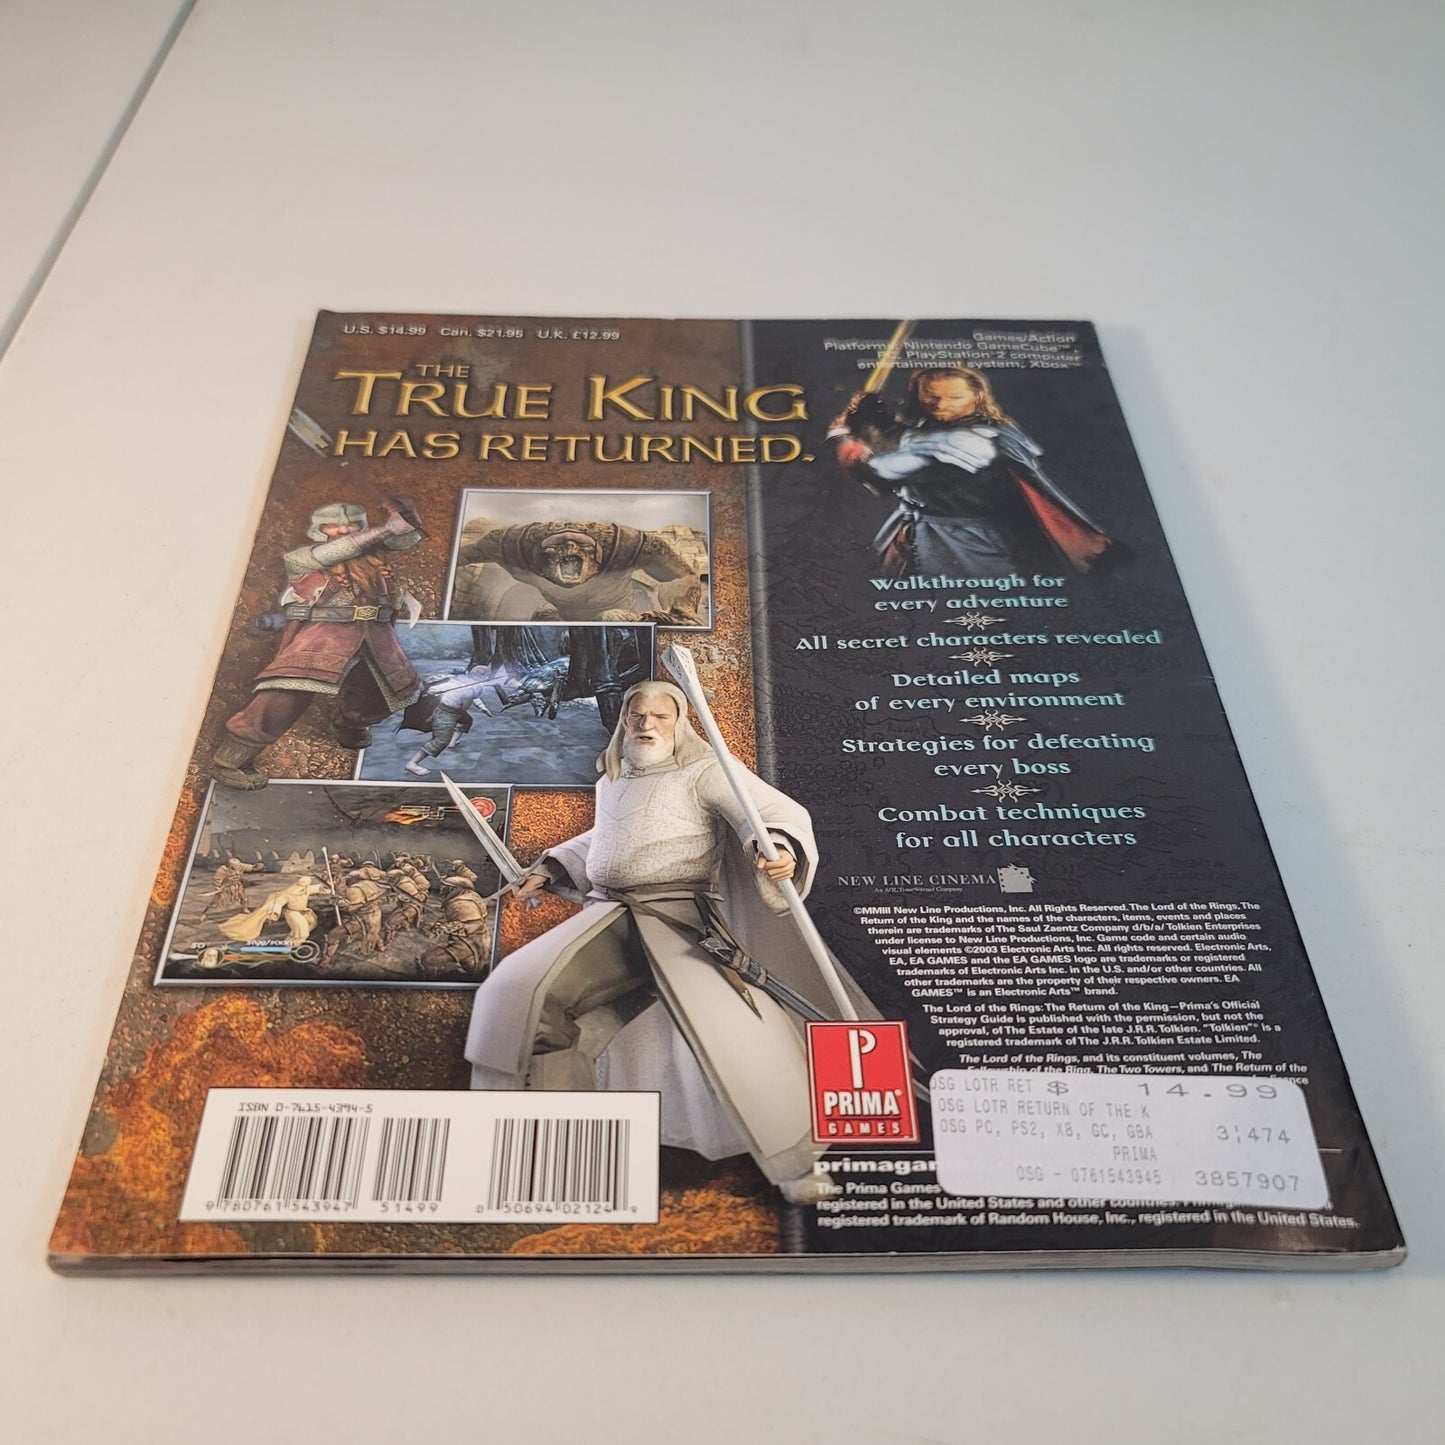 U.S. $14.99 Can. $21.95 U.K. £12.99
Games/Action
Platforms: Nintendo GameCube™,
PC, PlayStation®2 computer
entertainment system, Xbox™
THE
TRUE KING
HAS RETURNED.
Walkthrough for
every adventure
All secret characters revealed
Detailed maps
of every environment
Strategies for defeating
every boss
Combat techniques
for all characters
NEW LINE CINEMA
An AOL Time Warner Company
©MMIII New Line Productions, Inc. All Rights Reserved. The Lord of the Rings, The
Return of the King and the names of the characters, items, events and places
therein are trademarks of The Saul Zaentz Company d/b/a/ Tolkien Enterprises
under license to New Line Productions, Inc. Game code and certain audio
visual elements ©2003 Electronic Arts Inc. All rights reserved. Electronic Arts,
EA, EA GAMES and the EA GAMES logo are trademarks or registered
trademarks of Electronic Arts Inc. in the U.S. and/or other countries. All
other trademarks are the property of their respective owners. EA
GAMES™ is an Electronic Arts™ brand.
The Lord of the Rings: The Return of the King—Prima's Official
Strategy Guide is published with the permission, but not the
approval, of The Estate of the late J.R.R. Tolkien. "Tolkien"® is a
registered trademark of The J.R.R. Tolkien Estate Limited.
The Lord of the Rings, and its constituent volumes, The
Fellowship of the Ring, The Two Towers, and The Return of the
P
PRIMA®
GAMES
OSG LOTR RET $ 14.99
OSG LOTR RETURN OF THE K
OSG PC, PS2, XB, GC, GBA 3;474
PRIMA
OSG - 0761543945 3857907
ISBN 0-7615-4394-5
9 780761 543947 51499
0 50694 02124 9
primagam
The Prima Games
registered in the United States and other countries.
registered trademark of Random House, Inc., registered in the United States.